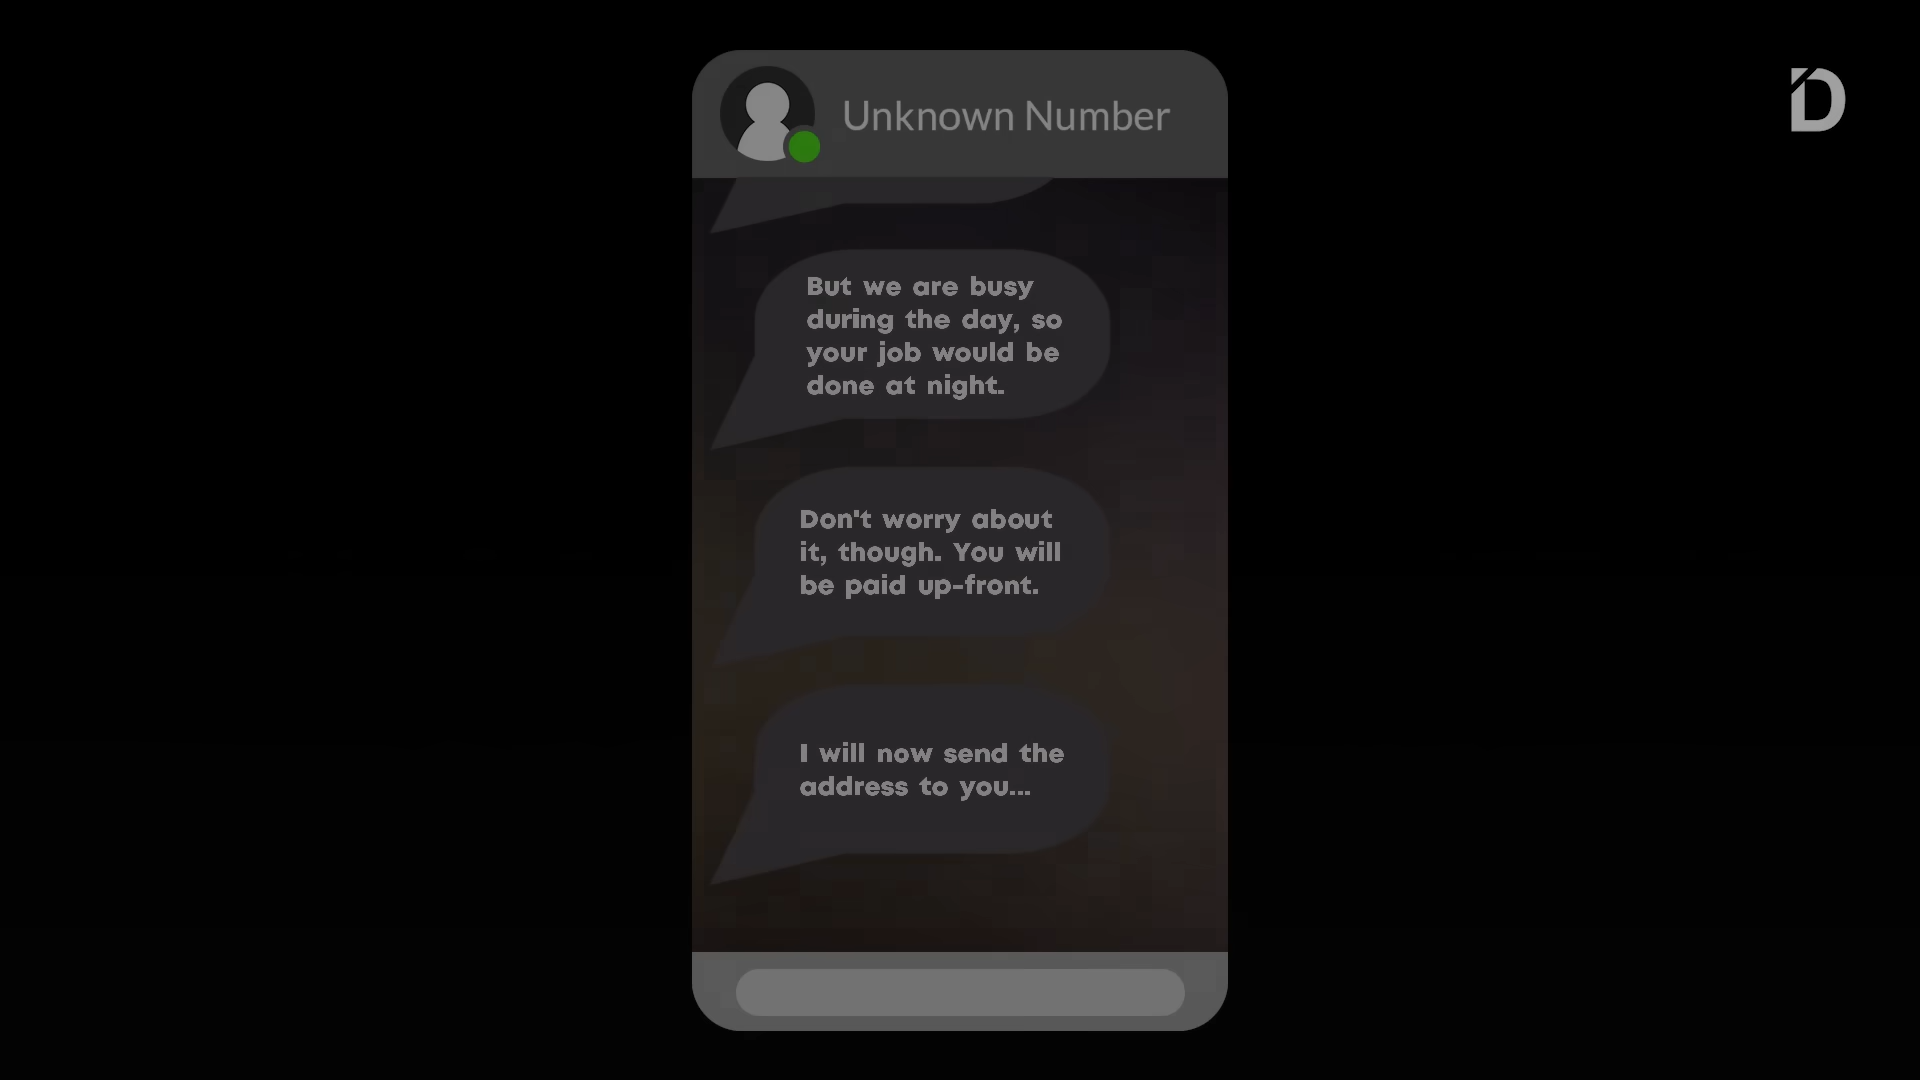 Unknown Number
But we are busy
during the day, so
your job would be
done at night.
Don't worry about
it, though. You will
be paid up-front.
I will now send the
address to you...